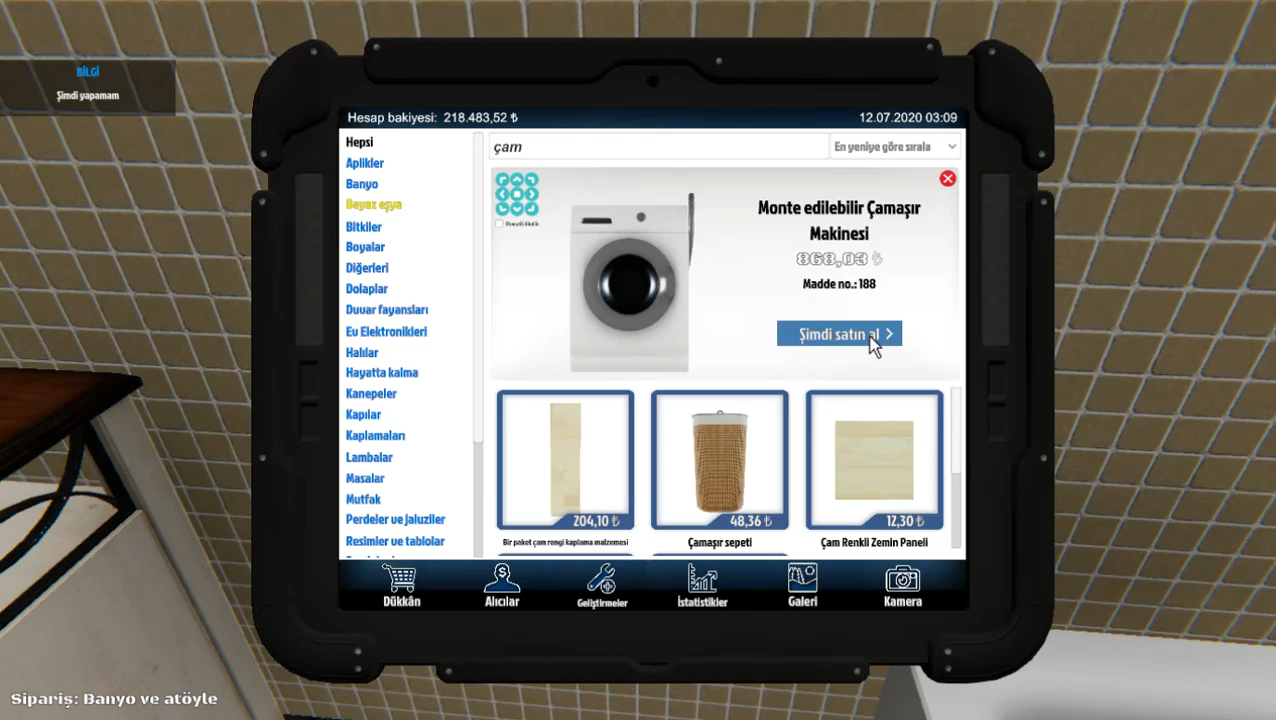 BİLGİ
Şimdi yapamam
Hesap bakiyesi: 218.483,52 ₺
12.07.2020 03:09
Hepsi
Aplikler
Banyo
Beyaz eşya
Bitkiler
Boyalar
Diğerleri
Dolaplar
Duvar fayansları
Ev Elektronikleri
Halılar
Hayatta kalma
Kanepeler
Kapılar
Kaplamaları
Lambalar
Masalar
Mutfak
Perdeler ve Jaluziler
Resimler ve tablolar
çam
En yeniye göre sırala
Monte edilebilir Çamaşır
Makinesi
868,03 ₺
Madde no.: 188
Şimdi satın al
204,10 ₺
Bir paket çam rengi kaplama malzemesi
48,36 ₺
Çamaşır sepeti
12,30 ₺
Çam Renkli Zemin Paneli
Dükkân
Alıcılar
Geliştirmeler
İstatistikler
Galeri
Kamera
Sipariş: Banyo ve atölye